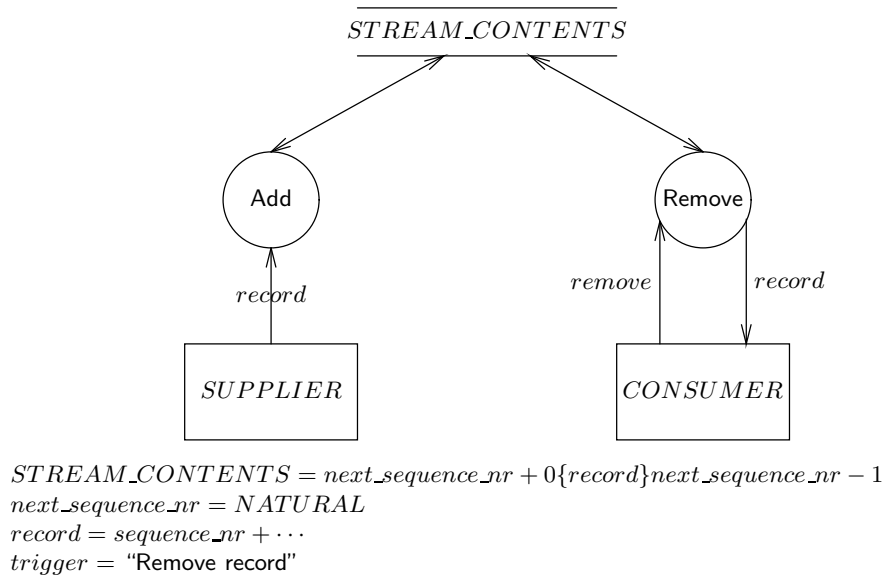 STREAM_CONTENTS
Add
Remove
record
remove
record
SUPPLIER
CONSUMER
STREAM_CONTENTS = next_sequence_nr + 0{record}next_sequence_nr − 1
next_sequence_nr = NATURAL
record = sequence_nr + ···
trigger = “Remove record”